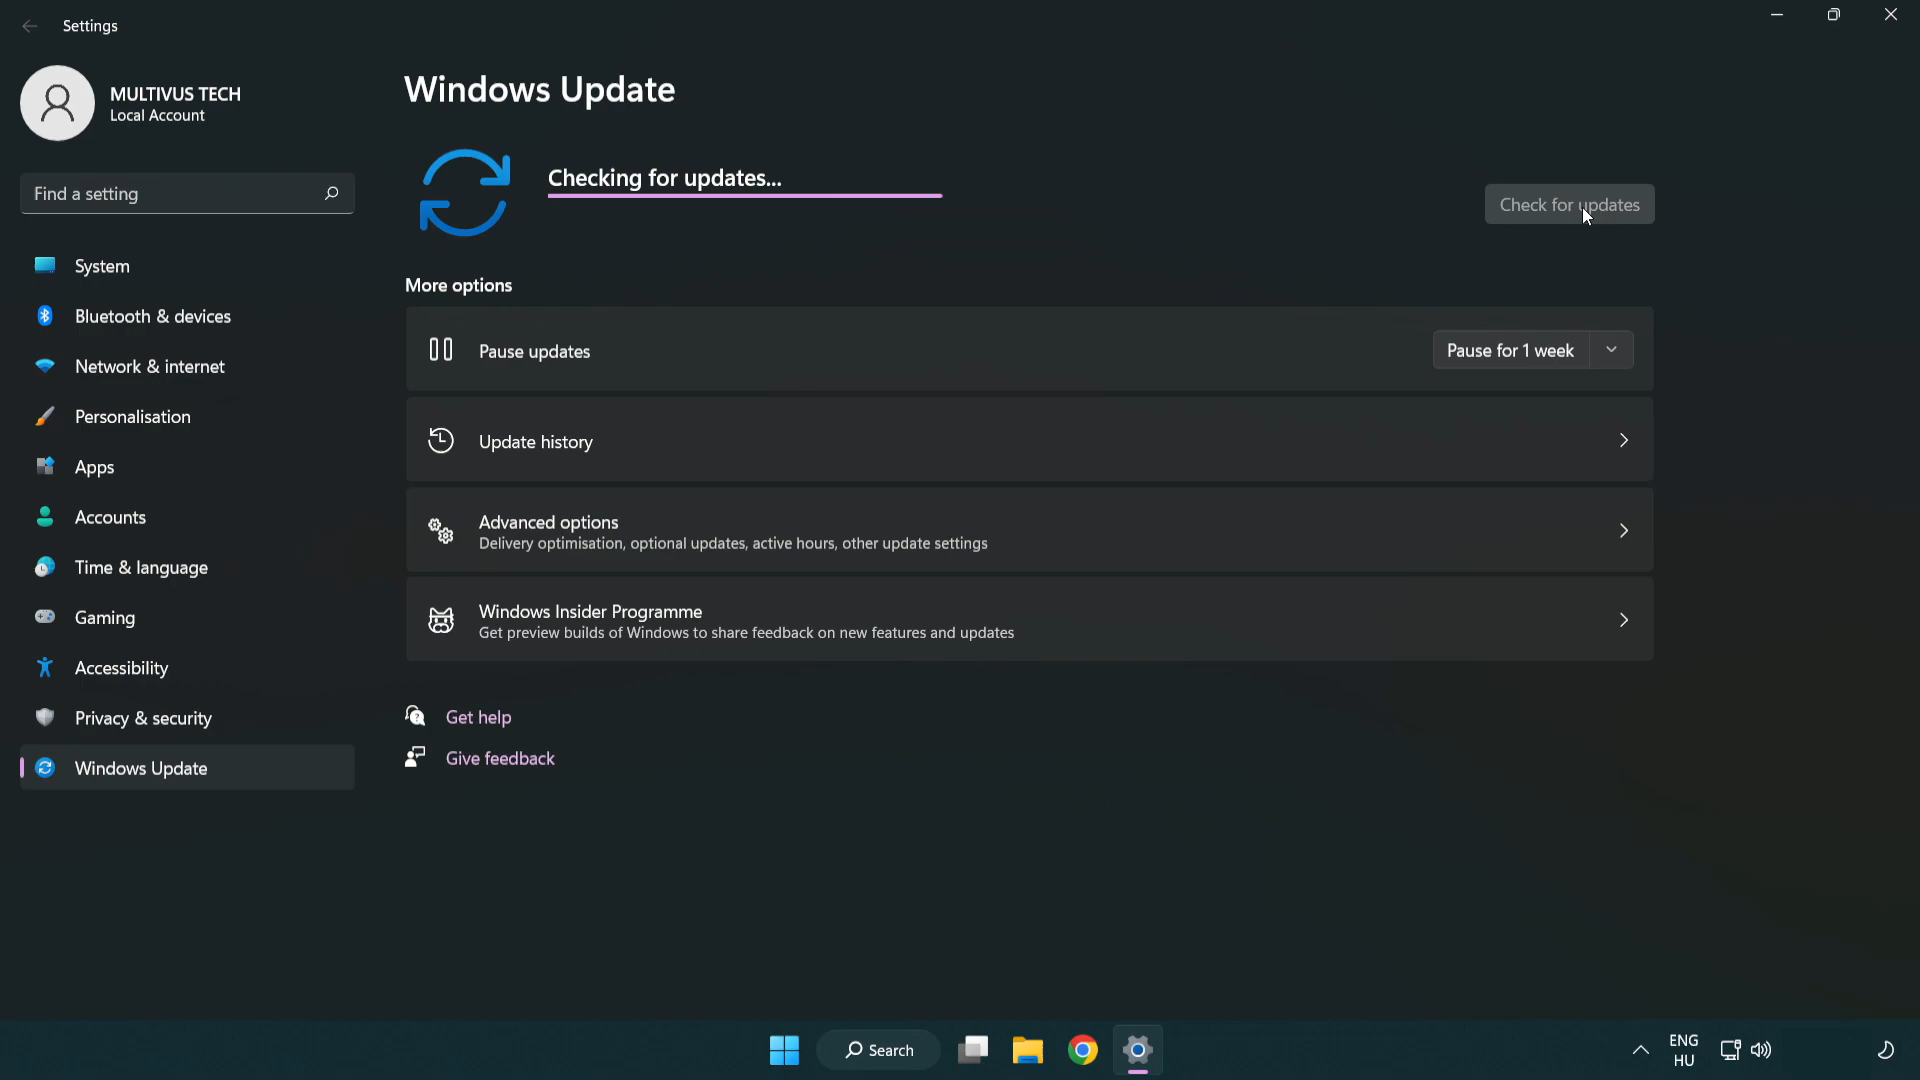 Settings
MULTIVUS TECH
Local Account
Find a setting
System
Bluetooth & devices
Network & internet
Personalisation
Apps
Accounts
Time & language
Gaming
Accessibility
Privacy & security
Windows Update
Windows Update
Checking for updates...
Check for updates
More options
Pause updates
Pause for 1 week
Update history
Advanced options
Delivery optimisation, optional updates, active hours, other update settings
Windows Insider Programme
Get preview builds of Windows to share feedback on new features and updates
Get help
Give feedback
Search
ENG
HU